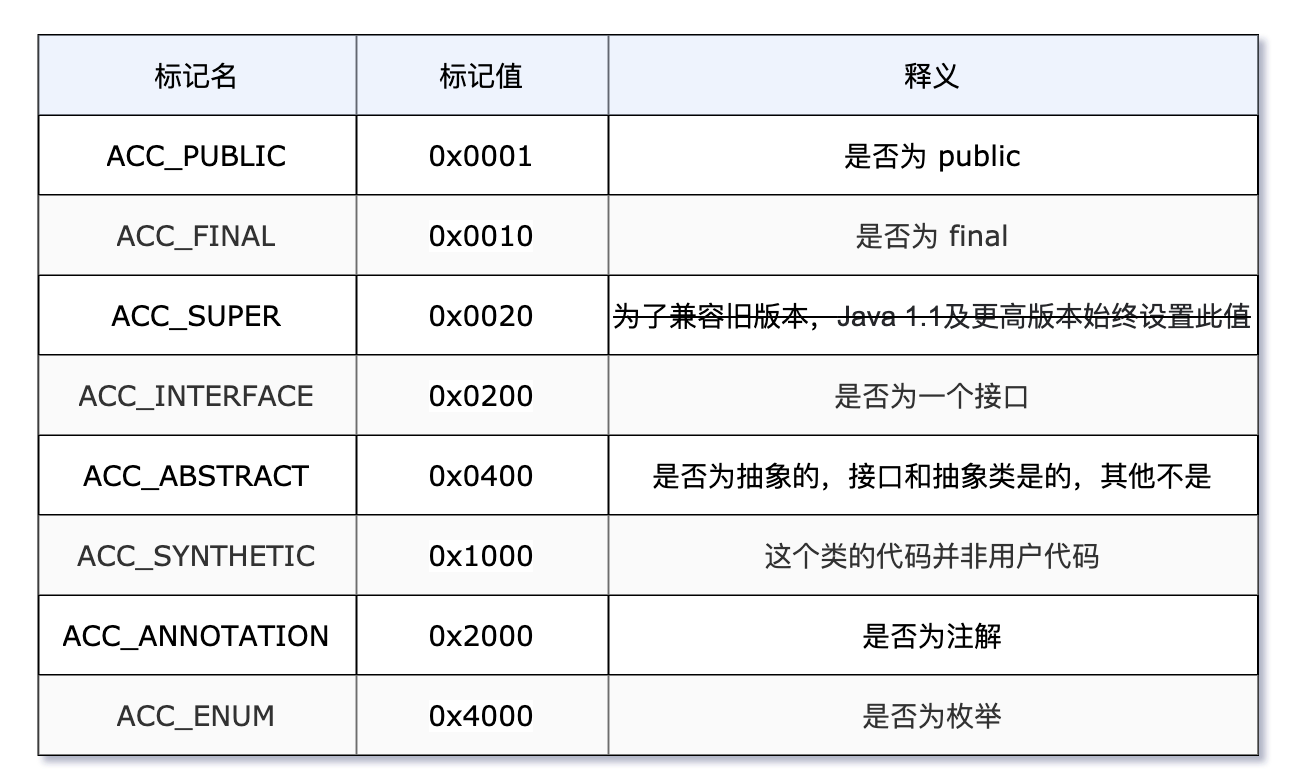 标记名 标记值 释义
ACC_PUBLIC 0x0001 是否为 public
ACC_FINAL 0x0010 是否为 final
ACC_SUPER 0x0020 为了兼容旧版本，Java 1.1及更高版本始终设置此值
ACC_INTERFACE 0x0200 是否为一个接口
ACC_ABSTRACT 0x0400 是否为抽象的，接口和抽象类是的，其他不是
ACC_SYNTHETIC 0x1000 这个类的代码并非用户代码
ACC_ANNOTATION 0x2000 是否为注解
ACC_ENUM 0x4000 是否为枚举